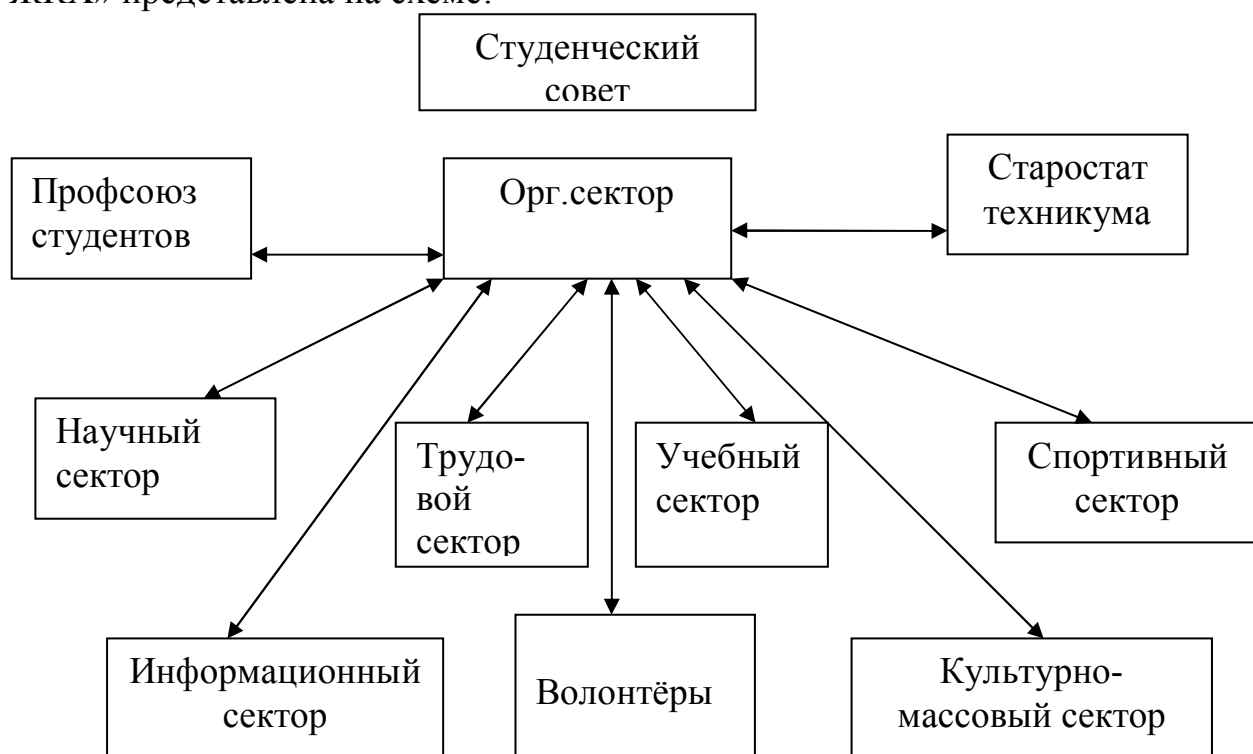 ЖКХ» представлена на схеме:
Студенческий
совет
Профсоюз
студентов
Орг.сектор
Старостат
техникума
Научный
сектор
Трудо-
вой
сектор
Учебный
сектор
Спортивный
сектор
Информационный
сектор
Волонтёры
Культурно-
массовый сектор